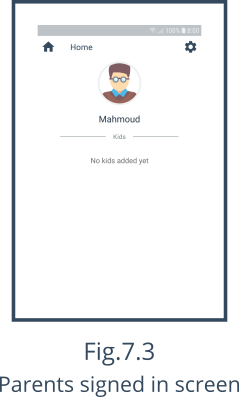 100% 8:00
Home
Mahmoud
Kids
No kids added yet
Fig.7.3
Parents signed in screen